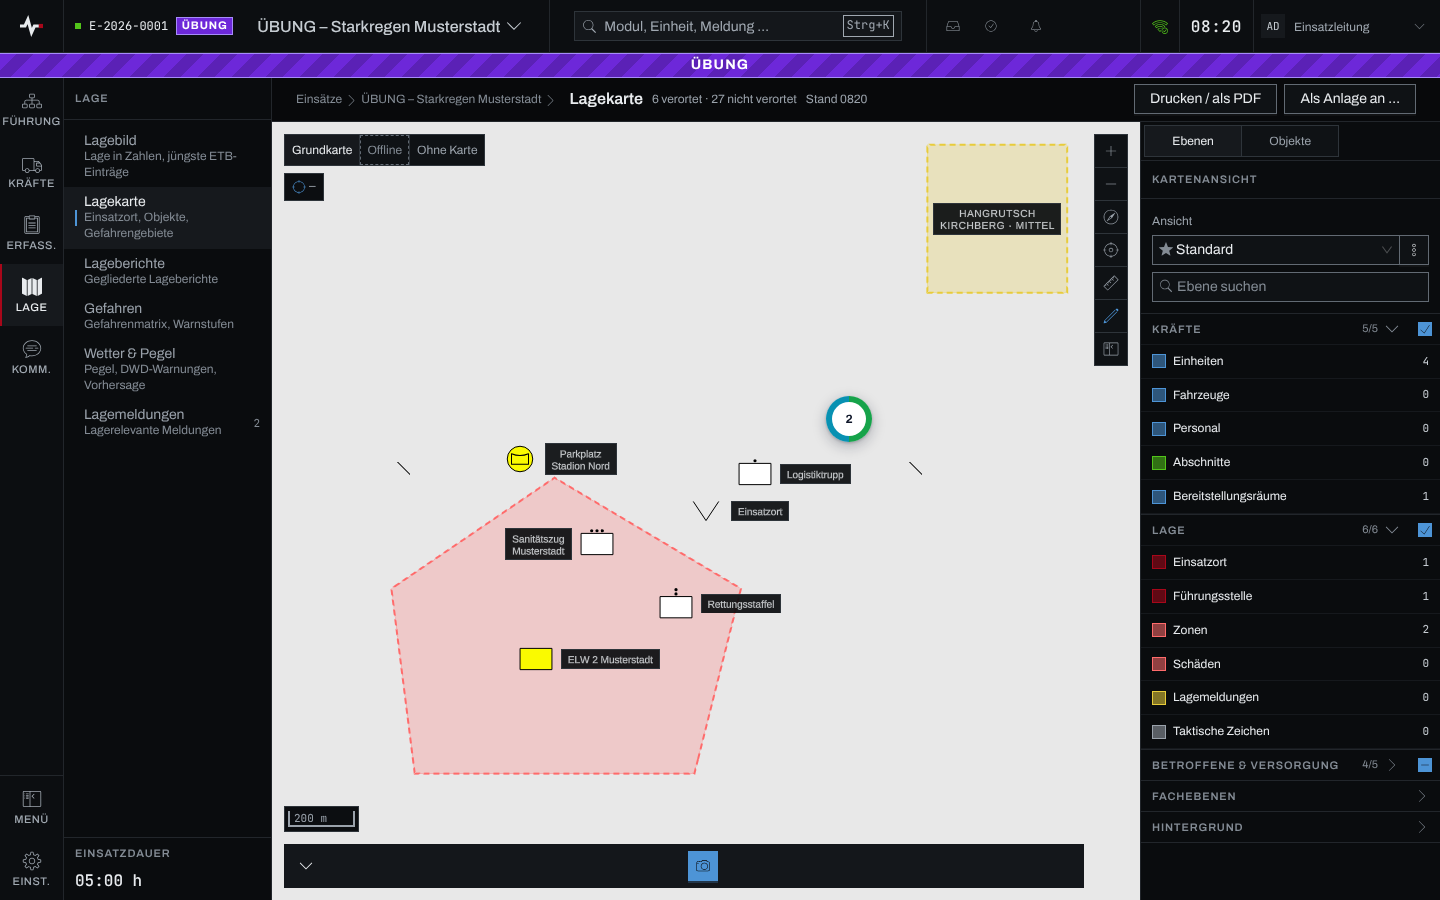 E-2026-0001 ÜBUNG
ÜBUNG – Starkregen Musterstadt
Modul, Einheit, Meldung ... Strg+K
08:20
AD Einsatzleitung
ÜBUNG
FÜHRUNG
KRÄFTE
ERFASS.
LAGE
KOMM.
MENÜ
EINST.
LAGE
Lagebild
Lage in Zahlen, jüngste ETB-
Einträge
Lagekarte
Einsatzort, Objekte,
Gefahrengebiete
Lageberichte
Gegliederte Lageberichte
Gefahren
Gefahrenmatrix, Warnstufen
Wetter & Pegel
Pegel, DWD-Warnungen,
Vorhersage
Lagemeldungen
Lagerelevante Meldungen 2
EINSATZDAUER
05:00 h
Einsätze ÜBUNG – Starkregen Musterstadt Lagekarte 6 verortet · 27 nicht verortet Stand 0820
Drucken / als PDF Als Anlage an ...
Grundkarte Offline Ohne Karte
–
HANGRUTSCH
KIRCHBERG · MITTEL
2
Parkplatz
Stadion Nord
Logistiktrupp
Einsatzort
Sanitätszug
Musterstadt
Rettungsstaffel
ELW 2 Musterstadt
200 m
Ebenen Objekte
KARTENANSICHT
Ansicht
Standard
Ebene suchen
KRÄFTE 5/5
Einheiten 4
Fahrzeuge 0
Personal 0
Abschnitte 0
Bereitstellungsräume 1
LAGE 6/6
Einsatzort 1
Führungsstelle 1
Zonen 2
Schäden 0
Lagemeldungen 0
Taktische Zeichen 0
BETROFFENE & VERSORGUNG 4/5
FACHEBENEN
HINTERGRUND